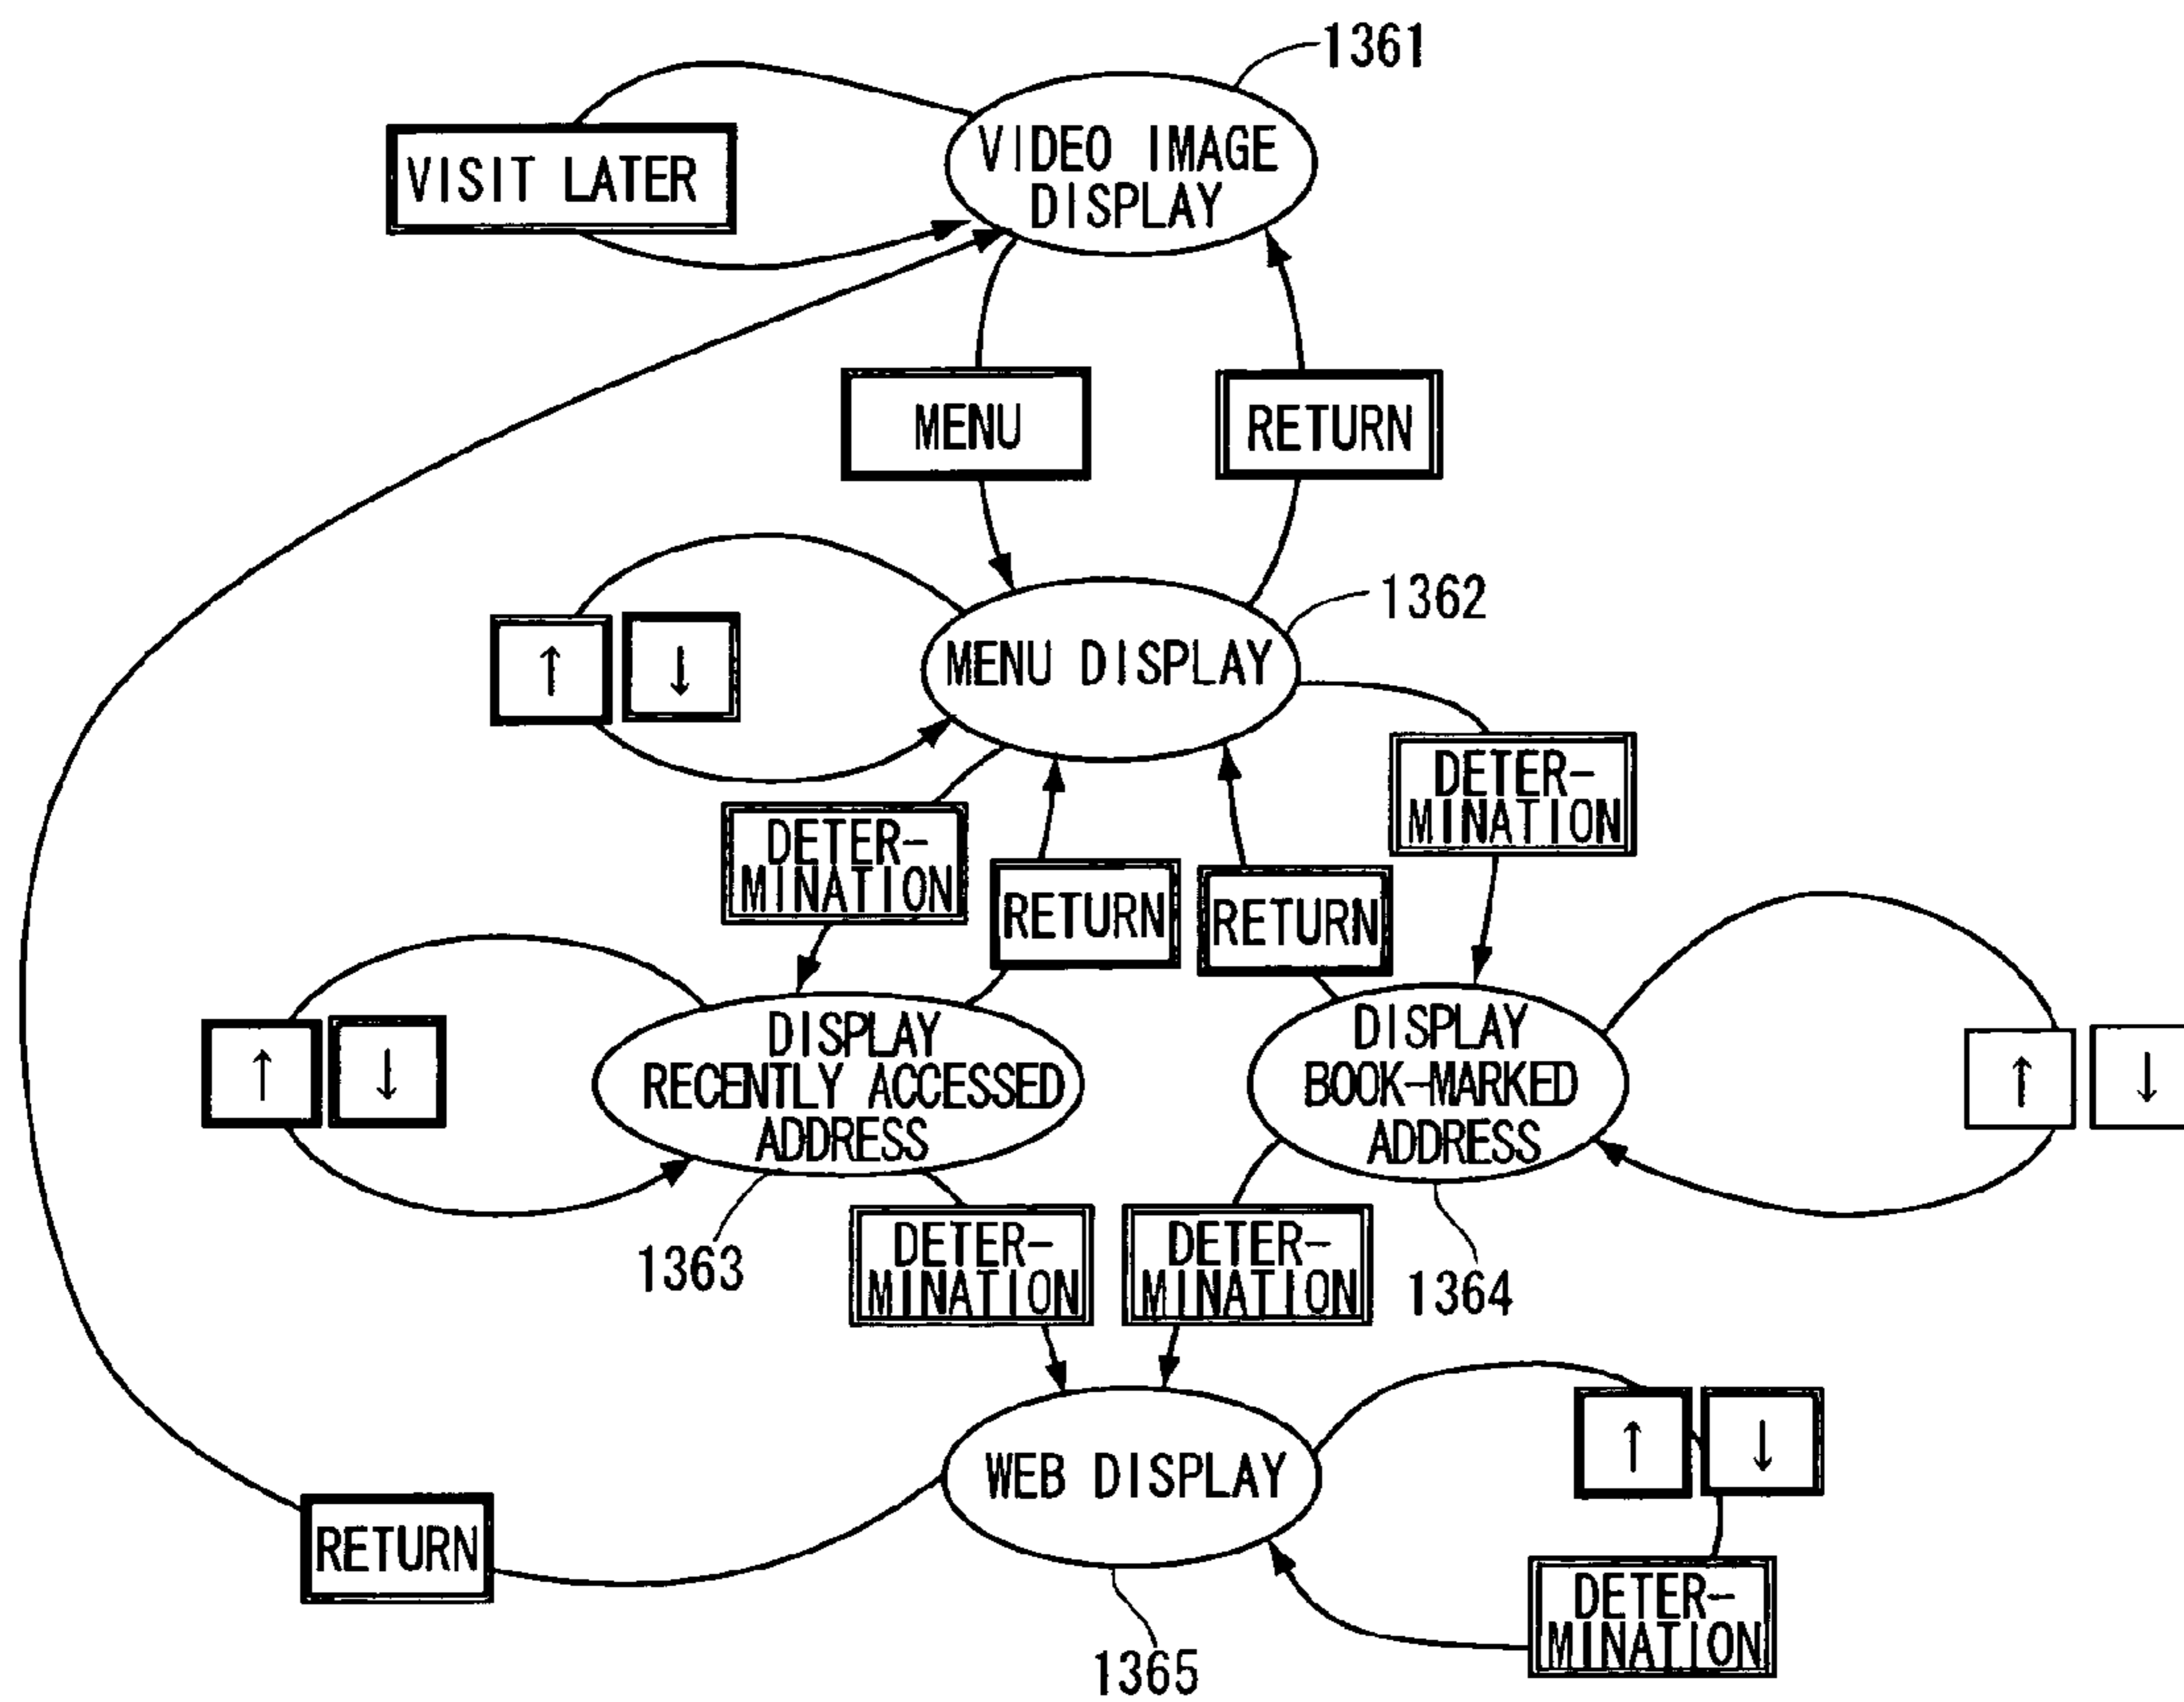 1361
VIDEO IMAGE
DISPLAY
VISIT LATER
MENU
RETURN
1362
MENU DISPLAY
↑ ↓
DETER-
MINATION
DETER-
MINATION
RETURN
RETURN
DISPLAY
RECENTLY ACCESSED
ADDRESS
DISPLAY
BOOK-MARKED
ADDRESS
↑ ↓
↑ ↓
1363
DETER-
MINATION
DETER-
MINATION
1364
WEB DISPLAY
↑ ↓
RETURN
DETER-
MINATION
1365